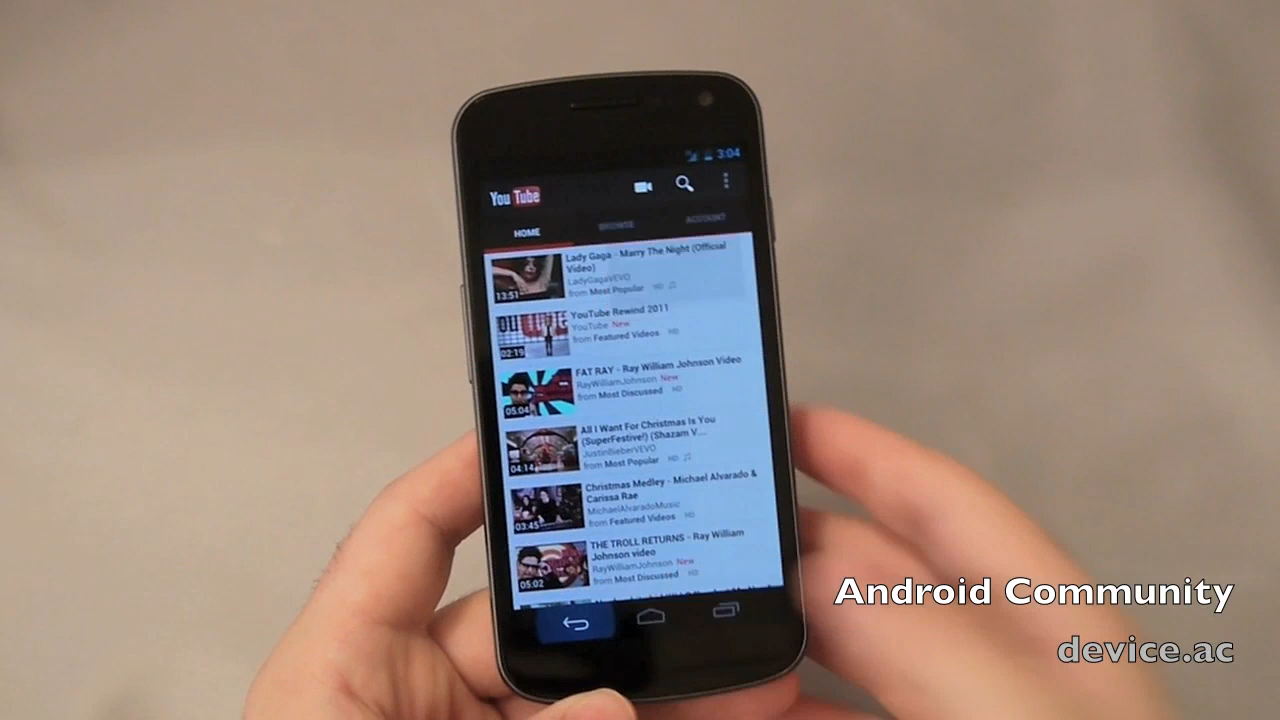 3:04
YouTube
HOME BROWSE ACCOUNT
Lady Gaga - Marry The Night (Official
Video)
LadyGagaVEVO
from Most Popular HD
13:51
YouTube Rewind 2011
YouTube New
from Featured Videos HD
02:19
FAT RAY - Ray William Johnson Video
RayWilliamJohnson New
from Most Discussed HD
05:04
All I Want For Christmas Is You
(SuperFestive!) (Shazam V...
JustinBieberVEVO
from Most Popular HD
04:14
Christmas Medley - Michael Alvarado &
Carissa Rae
MichaelAlvaradoMusic
from Featured Videos HD
03:45
THE TROLL RETURNS - Ray William
Johnson video
RayWilliamJohnson New
from Most Discussed HD
05:02
Android Community
device.ac